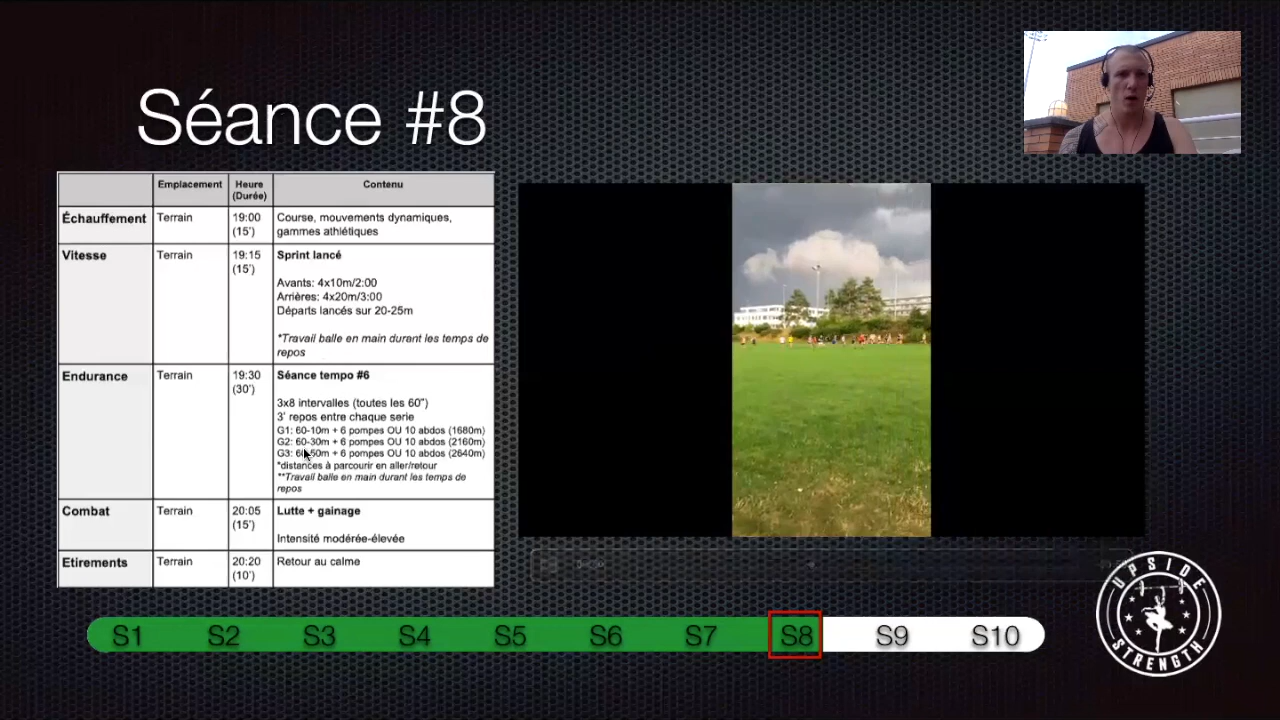 Séance #8
Emplacement
Heure
(Durée)
Contenu
Échauffement
Terrain
19:00
(15')
Course, mouvements dynamiques,
gammes athlétiques
Vitesse
Terrain
19:15
(15')
Sprint lancé
Avants: 4x10m/2:00
Arrières: 4x20m/3:00
Départs lancés sur 20-25m
*Travail balle en main durant les temps de
repos
Endurance
Terrain
19:30
(30')
Séance tempo #6
3x8 intervalles (toutes les 60")
3' repos entre chaque serie
G1: 60-10m + 6 pompes OU 10 abdos (1680m)
G2: 60-30m + 6 pompes OU 10 abdos (2160m)
G3: 60-50m + 6 pompes OU 10 abdos (2640m)
*distances à parcourir en aller/retour
**Travail balle en main durant les temps de
repos
Combat
Terrain
20:05
(15')
Lutte + gainage
Intensité modérée-élevée
Etirements
Terrain
20:20
(10')
Retour au calme
S1 S2 S3 S4 S5 S6 S7 S8 S9 S10
UPSIDE
STRENGTH